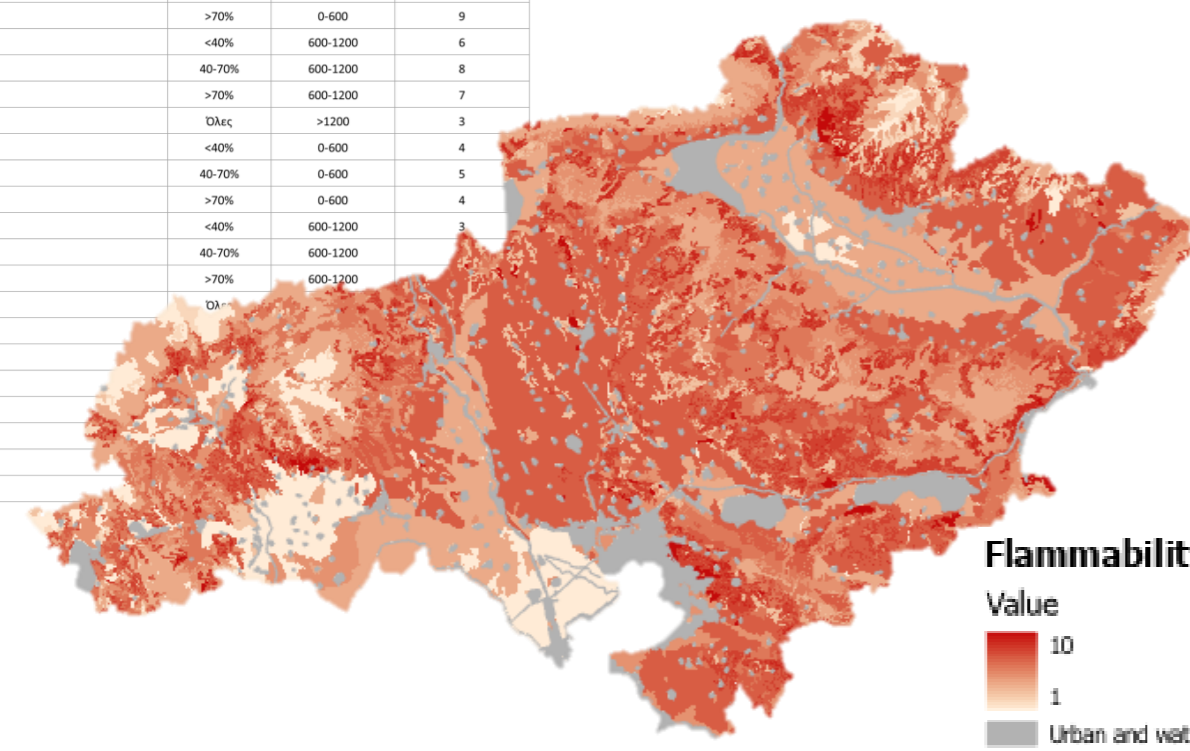 >70% 0-600 9
<40% 600-1200 6
40-70% 600-1200 8
>70% 600-1200 7
Όλες >1200 3
<40% 0-600 4
40-70% 0-600 5
>70% 0-600 4
<40% 600-1200 3
40-70% 600-1200
>70% 600-1200
Flammabilit
Value
10
1
Urban and wat